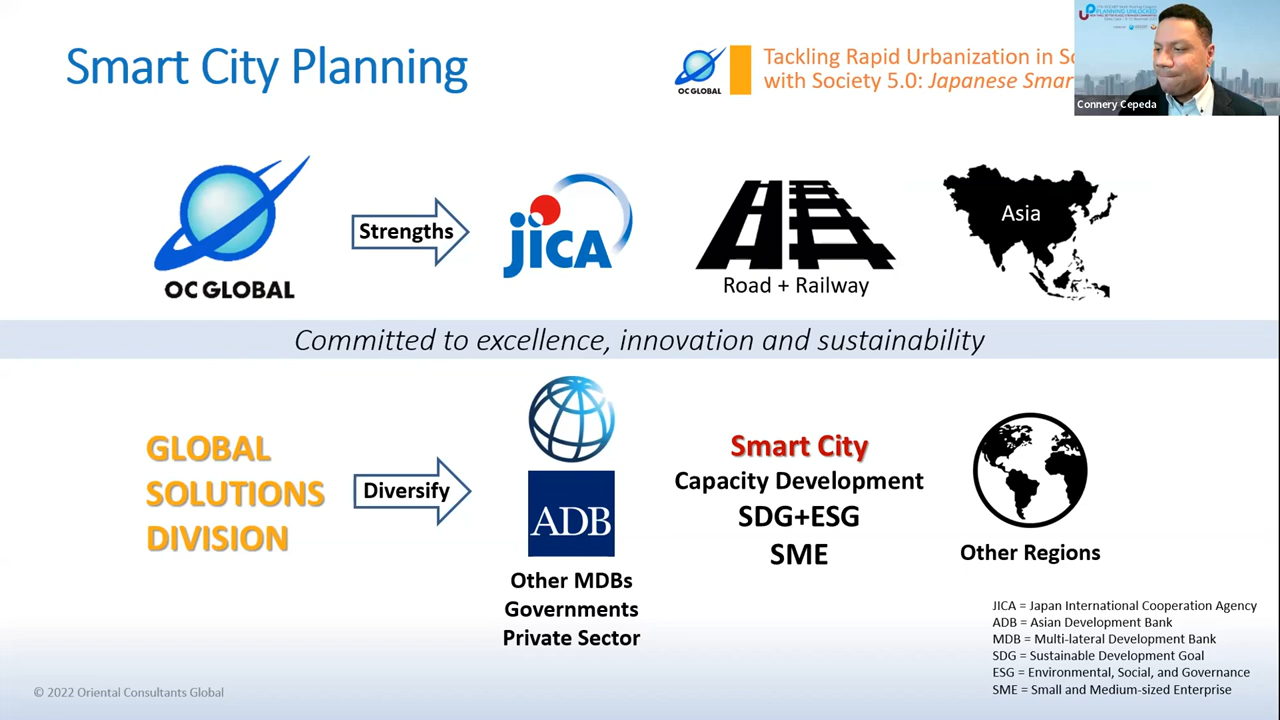 Smart City Planning
OC GLOBAL
Tackling Rapid Urbanization in
with Society 5.0: Japanese Smar
PLANNING UNLOCKED
Connery Cepeda
OC GLOBAL
Strengths
jICA
Road + Railway
Asia
Committed to excellence, innovation and sustainability
GLOBAL
SOLUTIONS
DIVISION
Diversify
ADB
Other MDBs
Governments
Private Sector
Smart City
Capacity Development
SDG+ESG
SME
Other Regions
JICA = Japan International Cooperation Agency
ADB = Asian Development Bank
MDB = Multi-lateral Development Bank
SDG = Sustainable Development Goal
ESG = Environmental, Social, and Governance
SME = Small and Medium-sized Enterprise
© 2022 Oriental Consultants Global